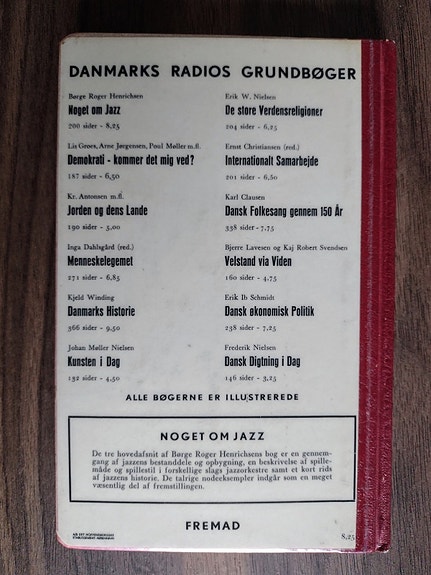 DANMARKS RADIOS GRUNDBØGER
Børge Roger Henrichsen
Noget om Jazz
200 sider - 8,25
Lis Groes, Arne Jørgensen, Poul Møller m.fl.
Demokrati - kommer det mig ved?
187 sider - 6,50
Kr. Antonsen m.fl.
Jorden og dens Lande
190 sider - 5,00
Inga Dahlsgård (red.)
Menneskelegemet
271 sider - 6,85
Kjeld Winding
Danmarks Historie
366 sider - 9,50
Johan Møller Nielsen
Kunsten i Dag
132 sider - 4,50
Erik W. Nielsen
De store Verdensreligioner
204 sider - 6,25
Ernst Christiansen (red.)
Internationalt Samarbejde
201 sider - 6,50
Karl Clausen
Dansk Folkesang gennem 150 År
338 sider - 7,75
Bjerre Lavesen og Kaj Robert Svendsen
Velstand via Viden
160 sider - 4,75
Erik Ib Schmidt
Dansk økonomisk Politik
238 sider - 7,25
Frederik Nielsen
Dansk Digtning i Dag
146 sider - 3,25
ALLE BØGERNE ER ILLUSTREREDE
NOGET OM JAZZ
De tre hovedafsnit af Børge Roger Henrichsens bog er en gennem-
gang af jazzens bestanddele og opbygning, en beskrivelse af spille-
måde og spillestil i forskellige slags jazzorkestre samt et kort rids
af jazzens historie. De talrige nodeeksempler indgår som en meget
væsentlig del af fremstillingen.
FREMAD
8,25